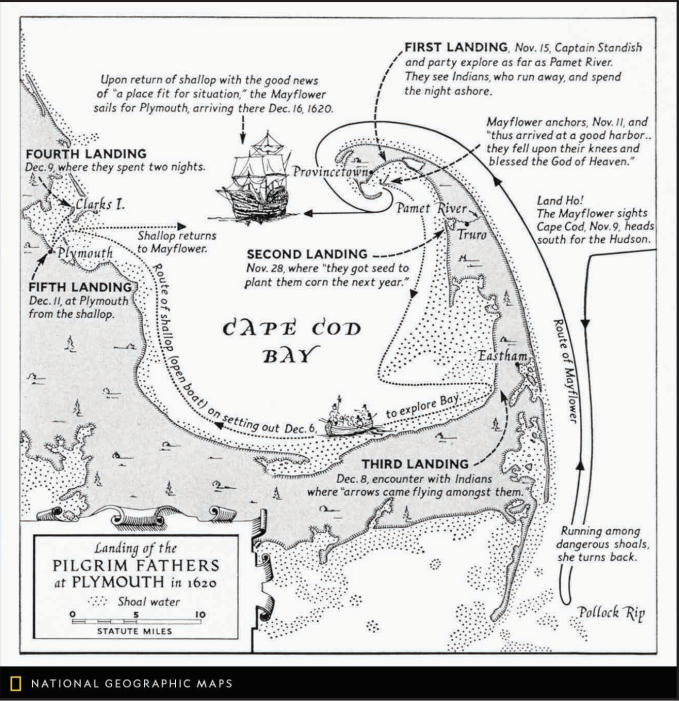 FIRST LANDING, Nov. 15, Captain Standish
and party explore as far as Pamet River.
They see Indians, who run away, and spend
the night ashore.
Upon return of shallop with the good news
of "a place fit for situation," the Mayflower
sails for Plymouth, arriving there Dec. 16, 1620.
Mayflower anchors, Nov. 11, and
"thus arrived at a good harbor..
they fell upon their knees and
blessed the God of Heaven."
FOURTH LANDING
Dec. 9, where they spent two nights.
Provincetown
Clarks I.
Pamet River
Truro
Land Ho!
The Mayflower sights
Cape Cod, Nov. 9, heads
south for the Hudson.
Shallop returns
to Mayflower.
Plymouth
SECOND LANDING
Nov. 28, where "they got seed to
plant them corn the next year."
FIFTH LANDING
Dec. 11, at Plymouth
from the shallop.
CAPE COD
BAY
Eastham
Route of Mayflower
Route of shallop (open boat) on setting out Dec. 6, to explore Bay.
THIRD LANDING
Dec. 8, encounter with Indians
where "arrows came flying amongst them."
Running among
dangerous shoals,
she turns back.
Pollock Rip
Landing of the
PILGRIM FATHERS
at PLYMOUTH in 1620
Shoal water
0 5 10
STATUTE MILES
NATIONAL GEOGRAPHIC MAPS